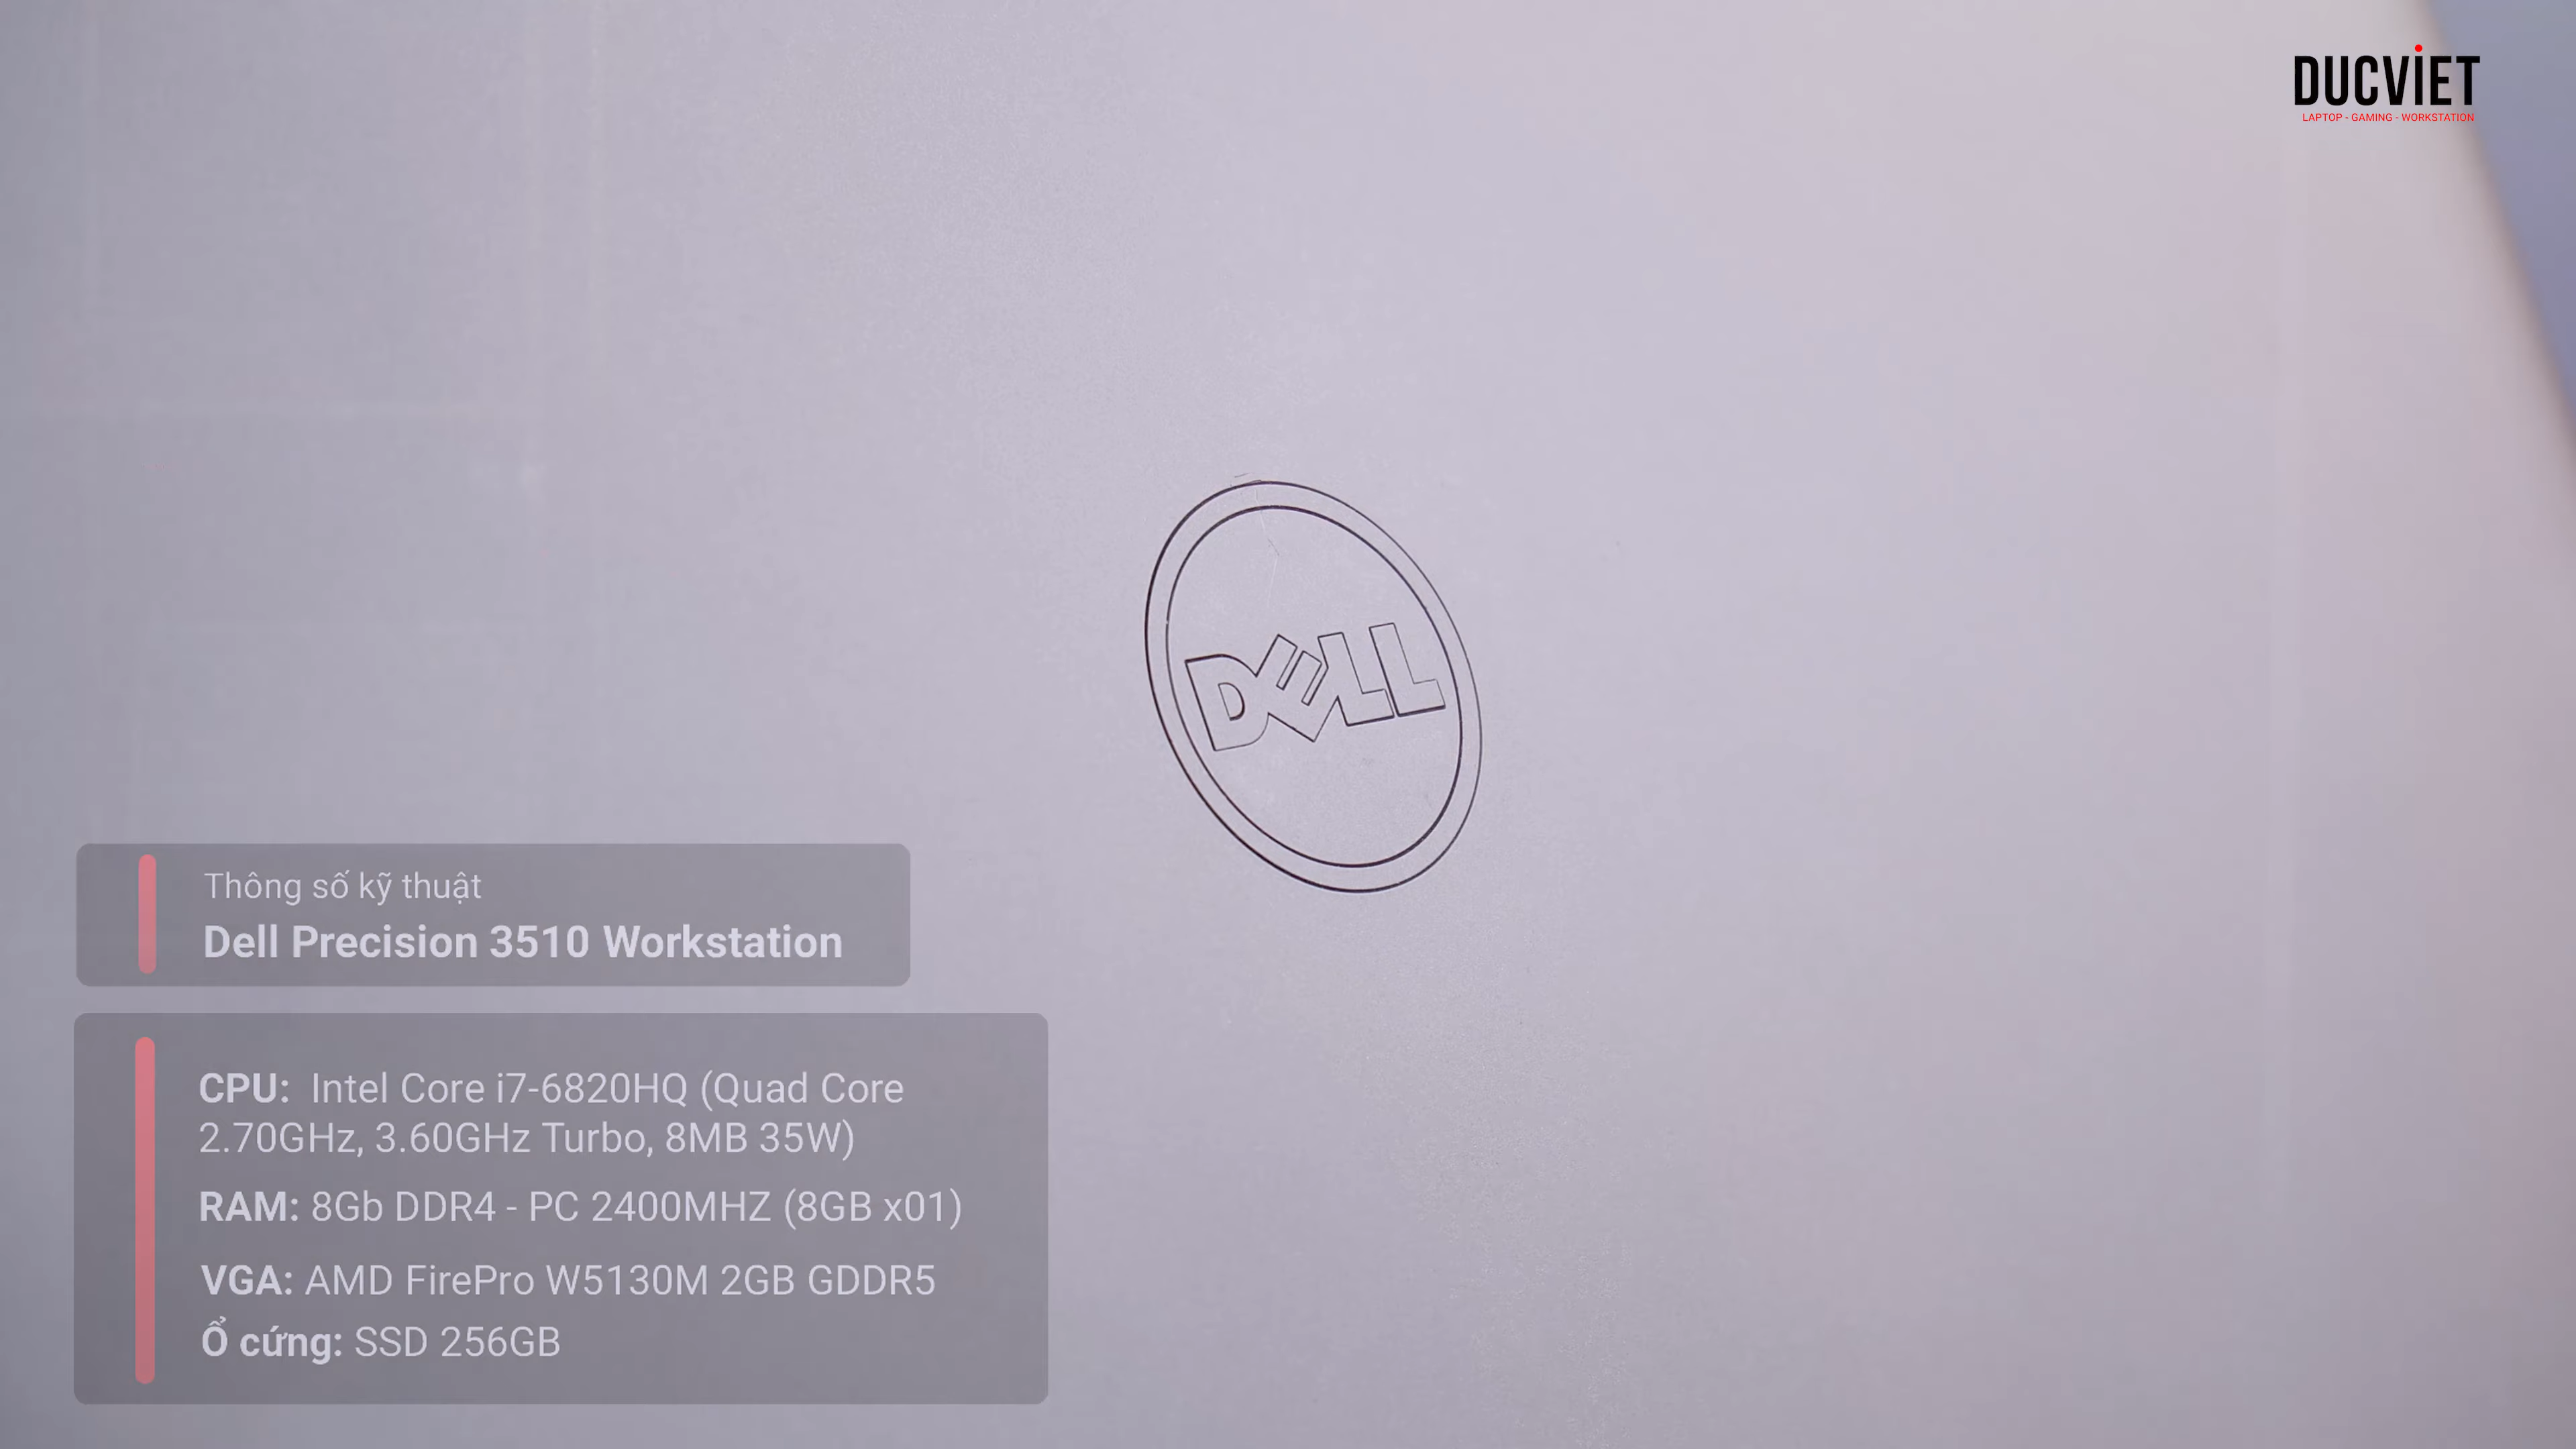 DUCVIET
LAPTOP - GAMING - WORKSTATION
DELL
Thông số kỹ thuật
Dell Precision 3510 Workstation
CPU: Intel Core i7-6820HQ (Quad Core
2.70GHz, 3.60GHz Turbo, 8MB 35W)
RAM: 8Gb DDR4 - PC 2400MHZ (8GB x01)
VGA: AMD FirePro W5130M 2GB GDDR5
Ổ cứng: SSD 256GB